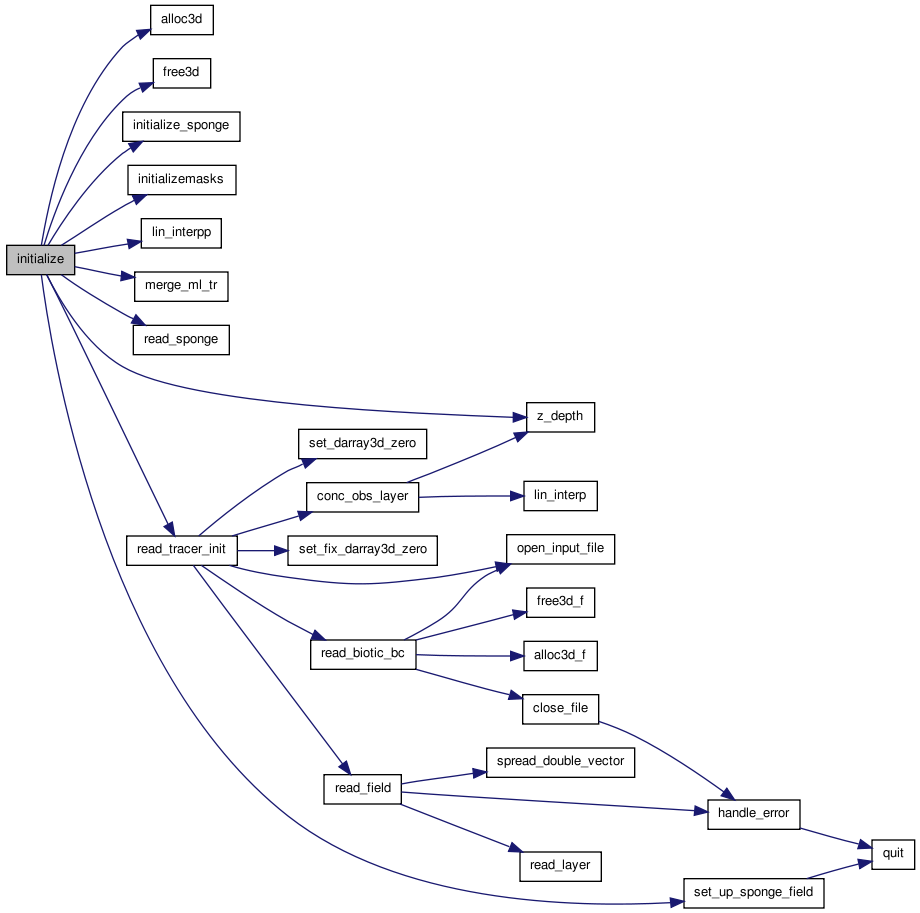 alloc3d
free3d
initialize_sponge
initializemasks
lin_interpp
initialize
merge_ml_tr
read_sponge
z_depth
set_darray3d_zero
conc_obs_layer
lin_interp
read_tracer_init
set_fix_darray3d_zero
open_input_file
free3d_f
read_biotic_bc
alloc3d_f
close_file
spread_double_vector
read_field
handle_error
quit
read_layer
set_up_sponge_field